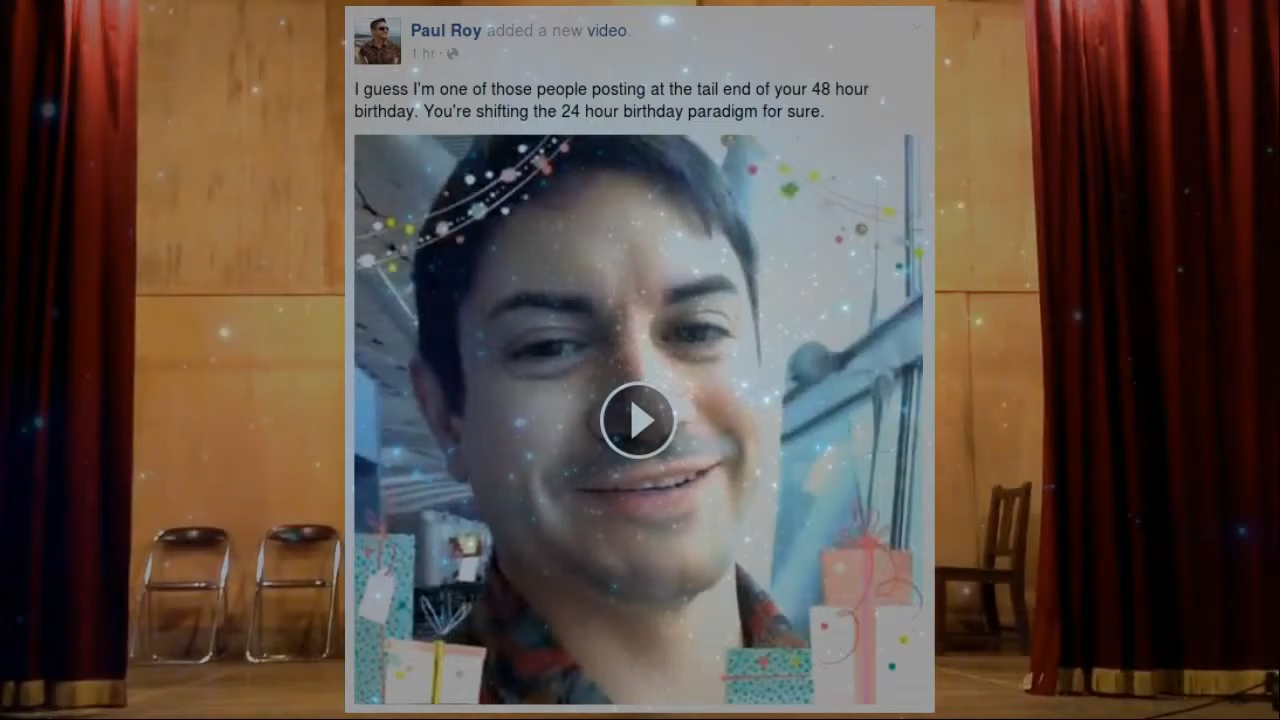 Paul Roy added a new video.
1 hr ·
I guess I'm one of those people posting at the tail end of your 48 hour
birthday. You're shifting the 24 hour birthday paradigm for sure.